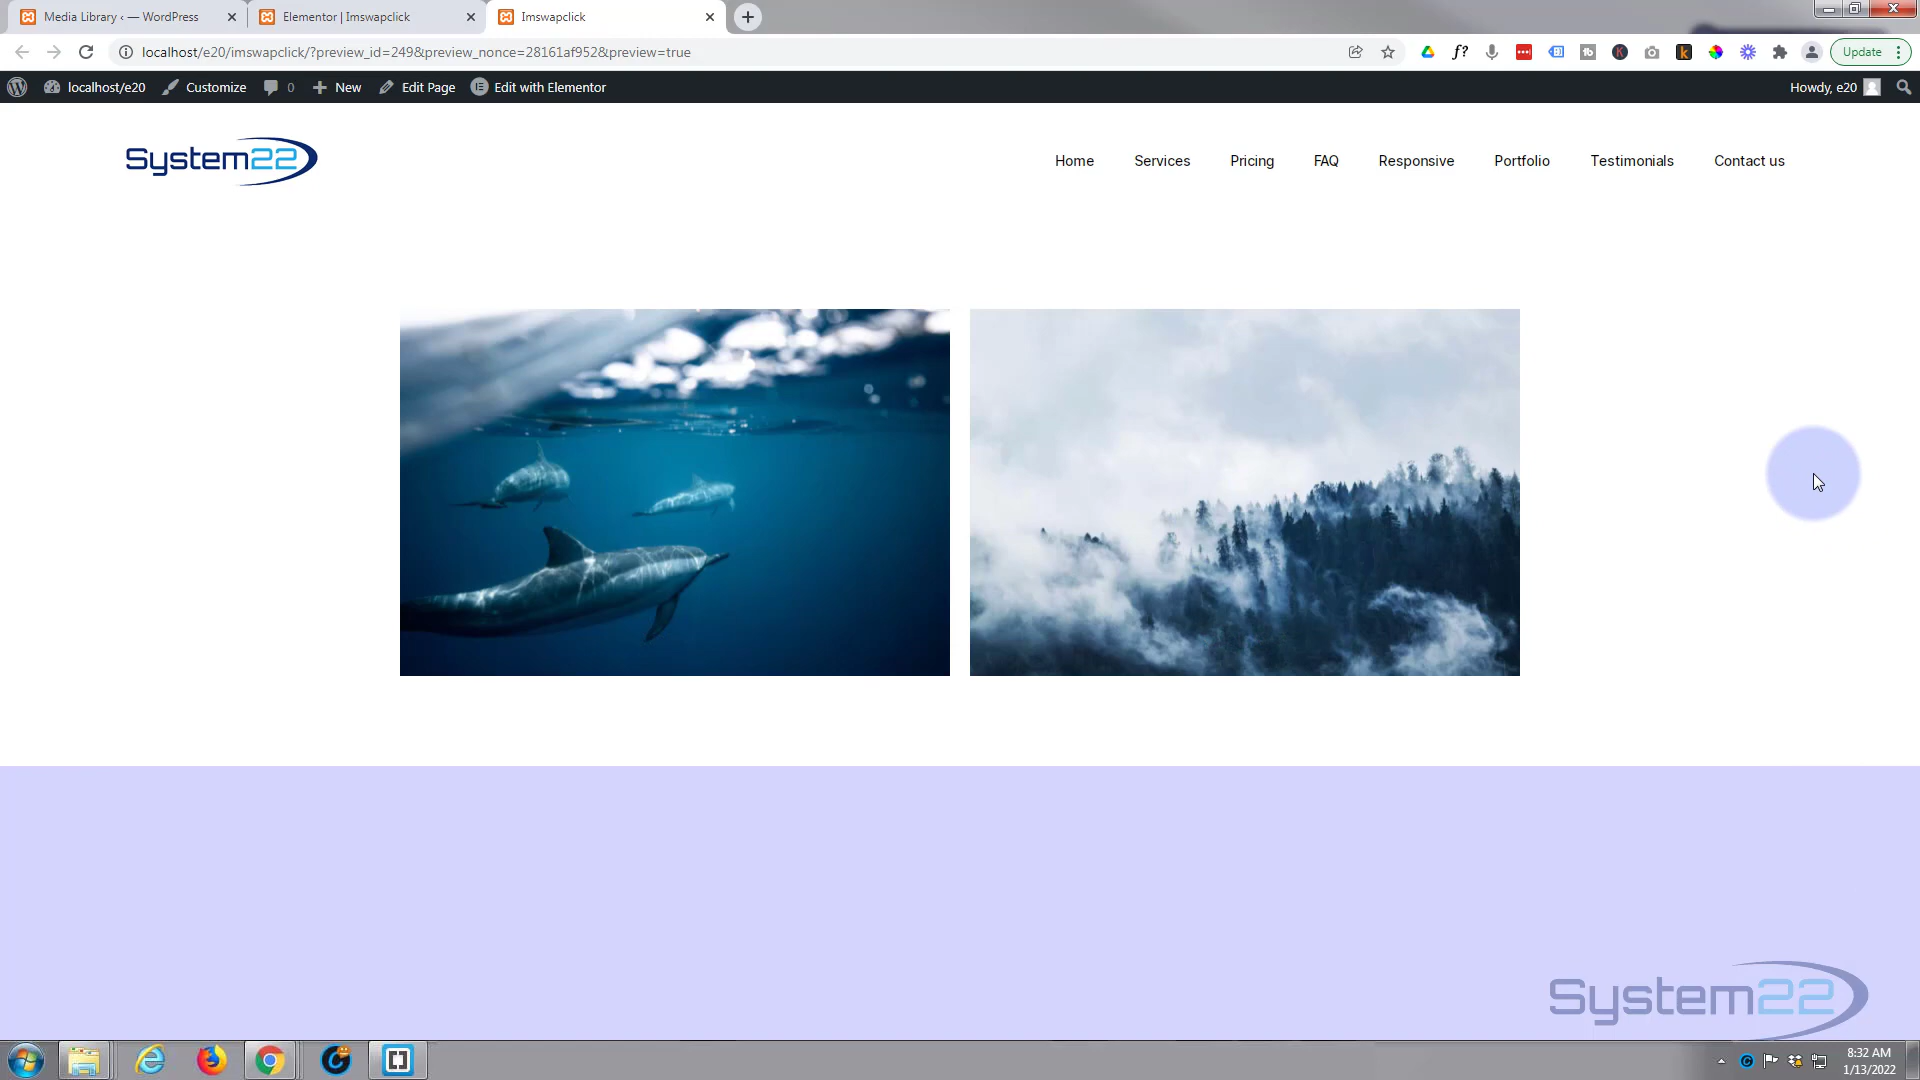 Media Library ‹ — WordPress
Elementor | Imswapclick
Imswapclick
localhost/e20/imswapclick/?preview_id=249&preview_nonce=28161af952&preview=true
Update
localhost/e20
Customize
0
New
Edit Page
Edit with Elementor
Howdy, e20
System22
Home
Services
Pricing
FAQ
Responsive
Portfolio
Testimonials
Contact us
System22
8:32 AM
1/13/2022